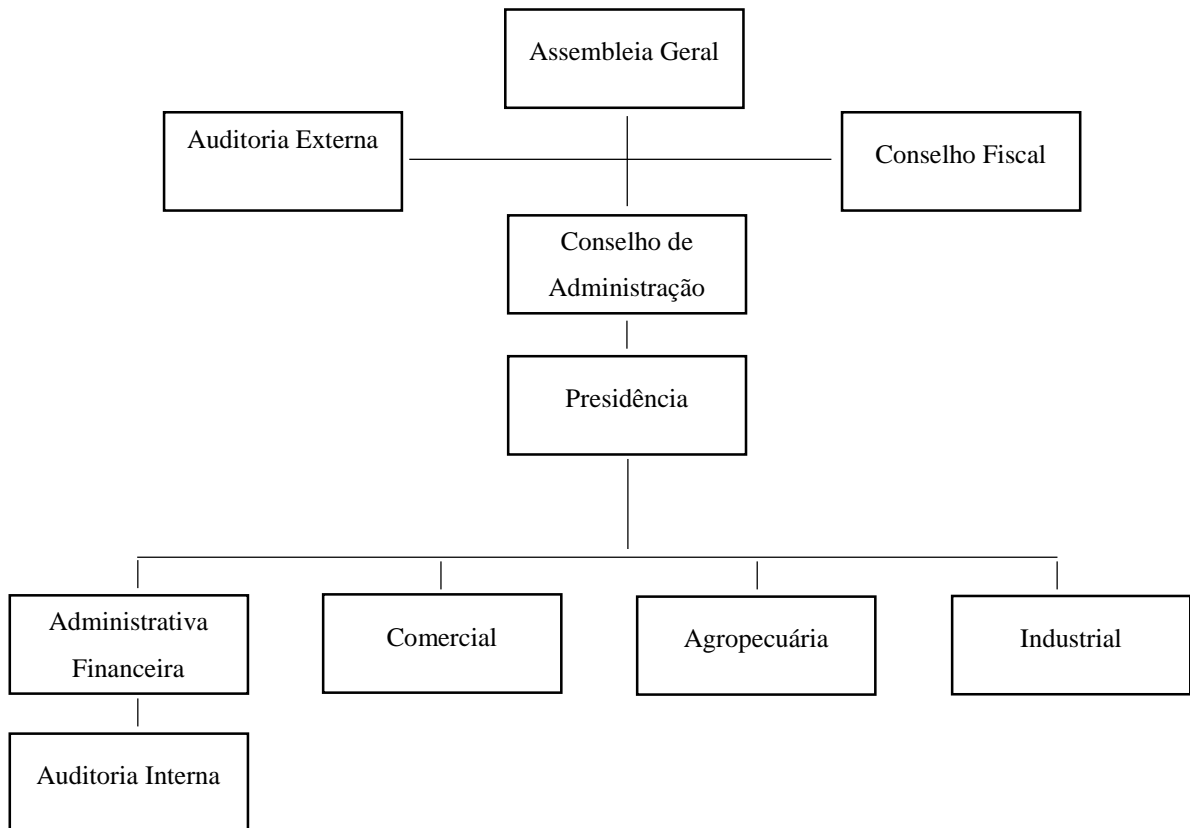 Assembleia Geral
Auditoria Externa
Conselho Fiscal
Conselho de
Administração
Presidência
Administrativa
Financeira
Comercial
Agropecuária
Industrial
Auditoria Interna